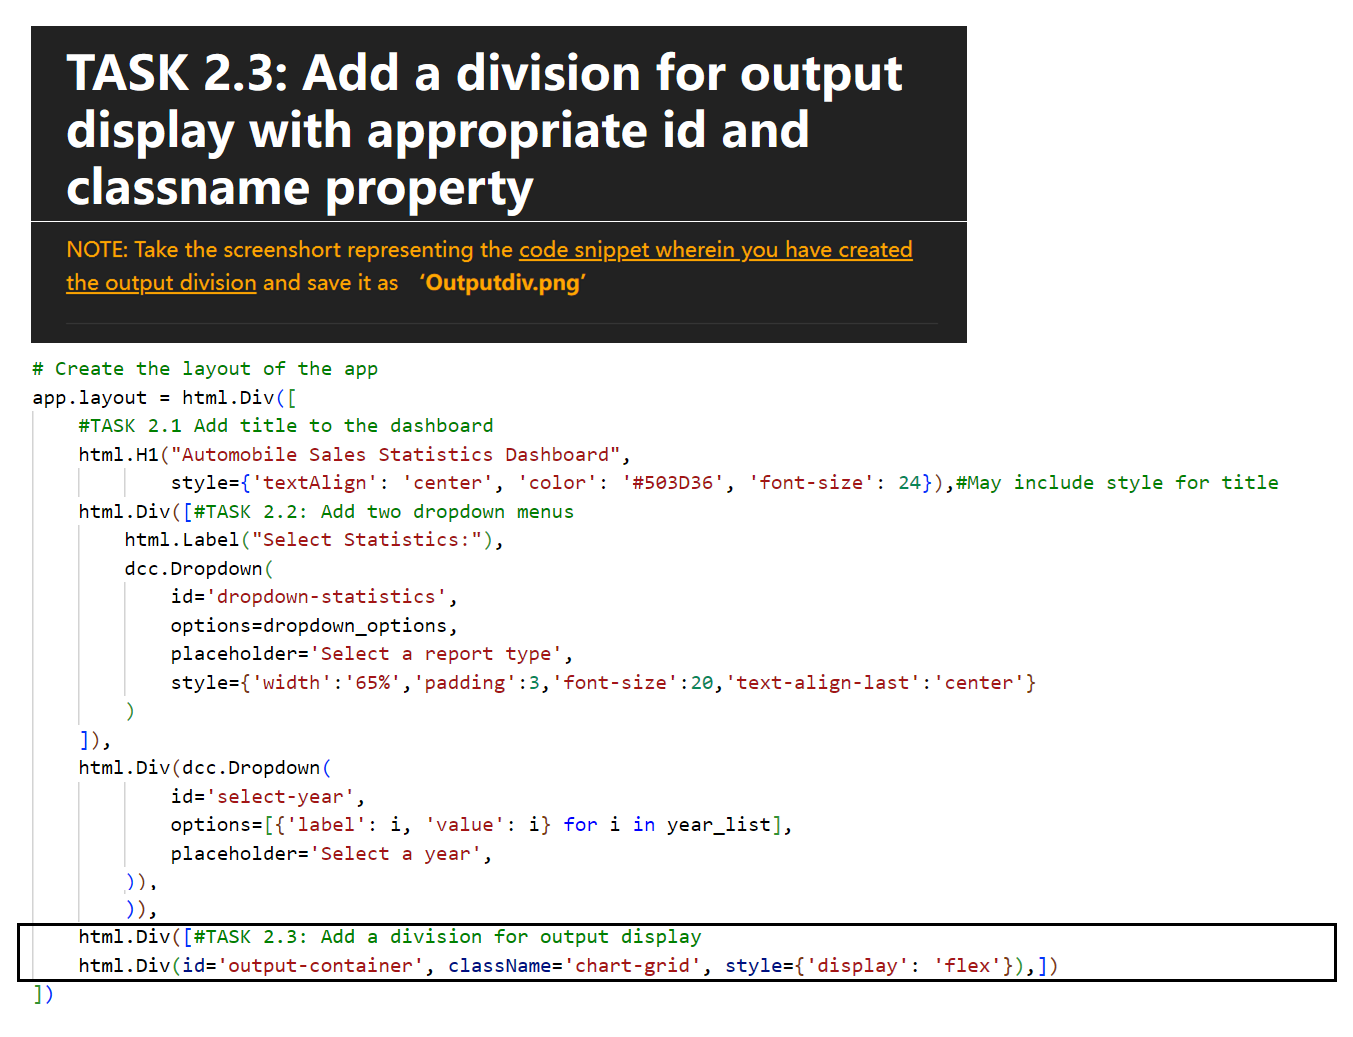 TASK 2.3: Add a division for output
display with appropriate id and
classname property
NOTE: Take the screenshort representing the code snippet wherein you have created
the output division and save it as ‘Outputdiv.png’
# Create the layout of the app
app.layout = html.Div([
    #TASK 2.1 Add title to the dashboard
    html.H1("Automobile Sales Statistics Dashboard",
            style={'textAlign': 'center', 'color': '#503D36', 'font-size': 24}),#May include style for title
    html.Div([#TASK 2.2: Add two dropdown menus
        html.Label("Select Statistics:"),
        dcc.Dropdown(
            id='dropdown-statistics',
            options=dropdown_options,
            placeholder='Select a report type',
            style={'width':'65%','padding':3,'font-size':20,'text-align-last':'center'}
        )
    ]),
    html.Div(dcc.Dropdown(
            id='select-year',
            options=[{'label': i, 'value': i} for i in year_list],
            placeholder='Select a year',
        )),
        )),
    html.Div([#TASK 2.3: Add a division for output display
    html.Div(id='output-container', className='chart-grid', style={'display': 'flex'}),])
])